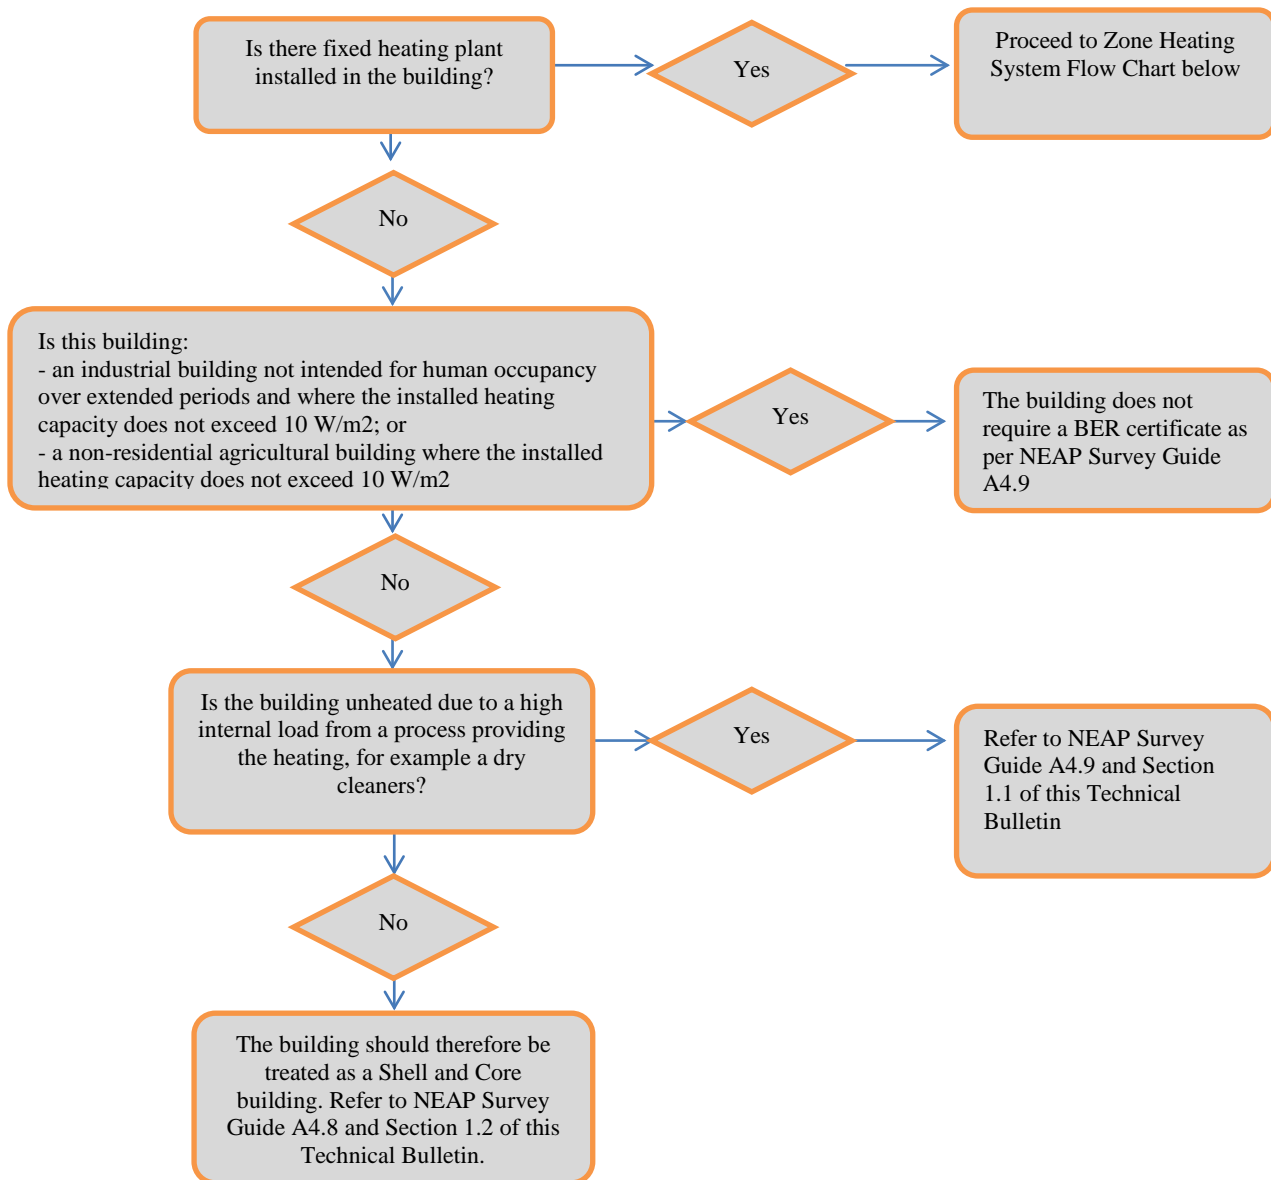 Is there fixed heating plant
installed in the building?
Yes
Proceed to Zone Heating
System Flow Chart below
No
Is this building:
- an industrial building not intended for human occupancy
over extended periods and where the installed heating
capacity does not exceed 10 W/m2; or
- a non-residential agricultural building where the installed
heating capacity does not exceed 10 W/m2
Yes
The building does not
require a BER certificate as
per NEAP Survey Guide
A4.9
No
Is the building unheated due to a high
internal load from a process providing
the heating, for example a dry
cleaners?
Yes
Refer to NEAP Survey
Guide A4.9 and Section
1.1 of this Technical
Bulletin
No
The building should therefore be
treated as a Shell and Core
building. Refer to NEAP Survey
Guide A4.8 and Section 1.2 of this
Technical Bulletin.